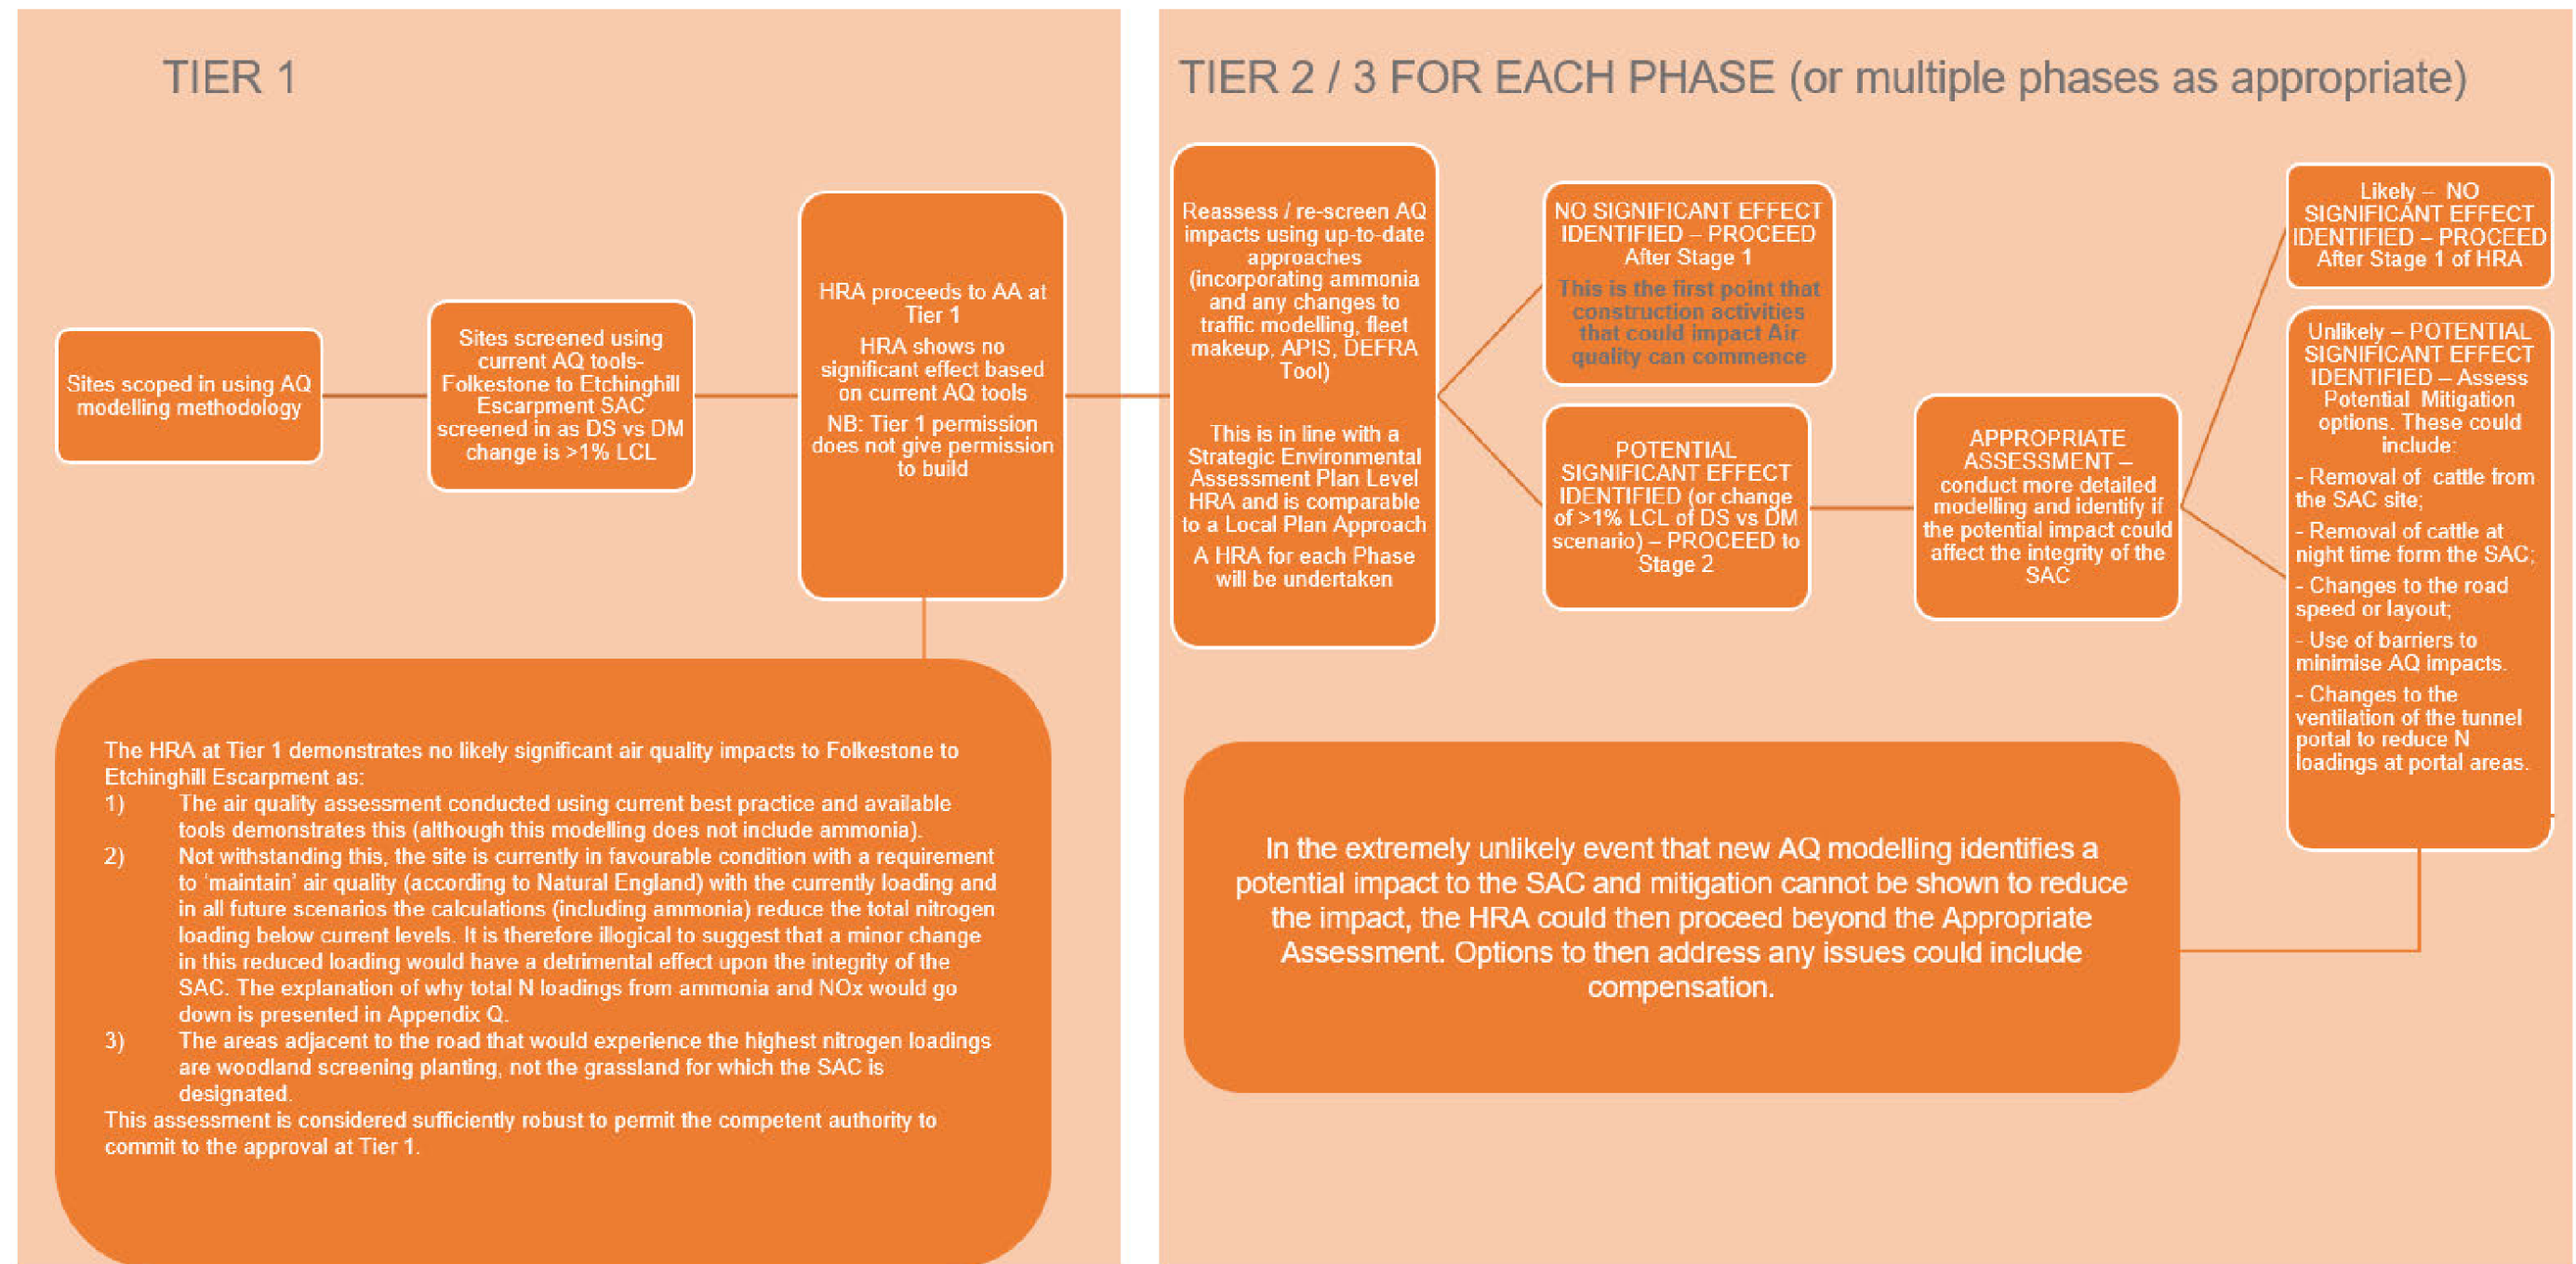 TIER 1
Sites scoped in using AQ
modelling methodology
Sites screened using
current AQ tools-
Folkestone to Etchinghill
Escarpment SAC
screened in as DS vs DM
change is >1% LCL
HRA proceeds to AA at
Tier 1
HRA shows no
significant effect based
on current AQ tools
NB: Tier 1 permission
does not give permission
to build
The HRA at Tier 1 demonstrates no likely significant air quality impacts to Folkestone to
Etchinghill Escarpment as:
1) The air quality assessment conducted using current best practice and available
tools demonstrates this (although this modelling does not include ammonia).
2) Not withstanding this, the site is currently in favourable condition with a requirement
to ‘maintain’ air quality (according to Natural England) with the currently loading and
in all future scenarios the calculations (including ammonia) reduce the total nitrogen
loading below current levels. It is therefore illogical to suggest that a minor change
in this reduced loading would have a detrimental effect upon the integrity of the
SAC. The explanation of why total N loadings from ammonia and NOx would go
down is presented in Appendix Q.
3) The areas adjacent to the road that would experience the highest nitrogen loadings
are woodland screening planting, not the grassland for which the SAC is
designated.
This assessment is considered sufficiently robust to permit the competent authority to
commit to the approval at Tier 1.
TIER 2 / 3 FOR EACH PHASE (or multiple phases as appropriate)
Reassess / re-screen AQ
impacts using up-to-date
approaches
(incorporating ammonia
and any changes to
traffic modelling, fleet
makeup, APIS, DEFRA
Tool)
This is in line with a
Strategic Environmental
Assessment Plan Level
HRA and is comparable
to a Local Plan Approach
A HRA for each Phase
will be undertaken
NO SIGNIFICANT EFFECT
IDENTIFIED – PROCEED
After Stage 1
This is the first point that
construction activities
that could impact Air
quality can commence
POTENTIAL
SIGNIFICANT EFFECT
IDENTIFIED (or change
of >1% LCL of DS vs DM
scenario) – PROCEED to
Stage 2
APPROPRIATE
ASSESSMENT –
conduct more detailed
modelling and identify if
the potential impact could
affect the integrity of the
SAC
Likely – NO
SIGNIFICANT EFFECT
IDENTIFIED – PROCEED
After Stage 1 of HRA
Unlikely – POTENTIAL
SIGNIFICANT EFFECT
IDENTIFIED – Assess
Potential Mitigation
options. These could
include:
- Removal of cattle from
the SAC site;
- Removal of cattle at
night time form the SAC;
- Changes to the road
speed or layout;
- Use of barriers to
minimise AQ impacts.
- Changes to the
ventilation of the tunnel
portal to reduce N
loadings at portal areas.
In the extremely unlikely event that new AQ modelling identifies a
potential impact to the SAC and mitigation cannot be shown to reduce
the impact, the HRA could then proceed beyond the Appropriate
Assessment. Options to then address any issues could include
compensation.